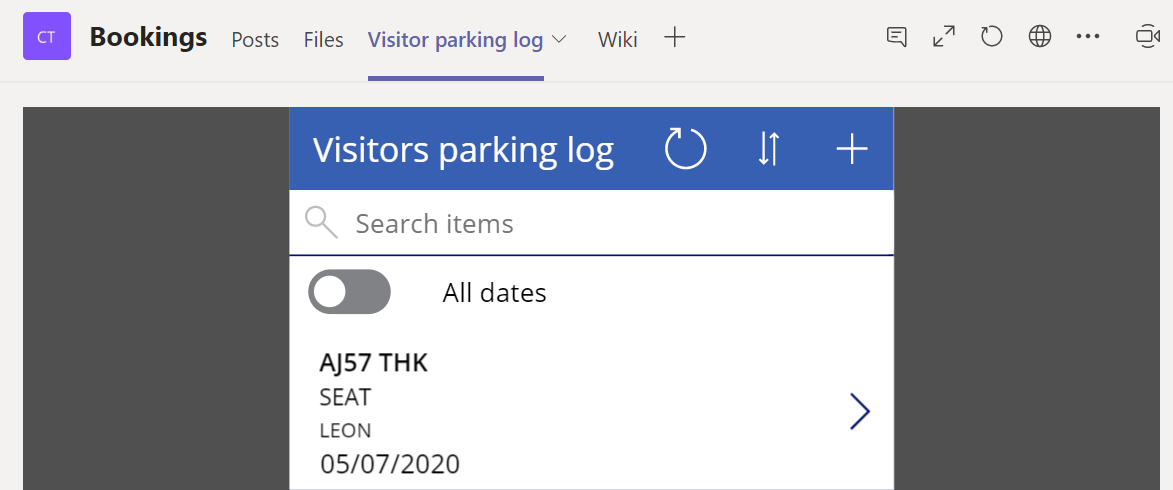 CT Bookings Posts Files Visitor parking log Wiki
Visitors parking log
Search items
All dates
AJ57 THK
SEAT
LEON
05/07/2020